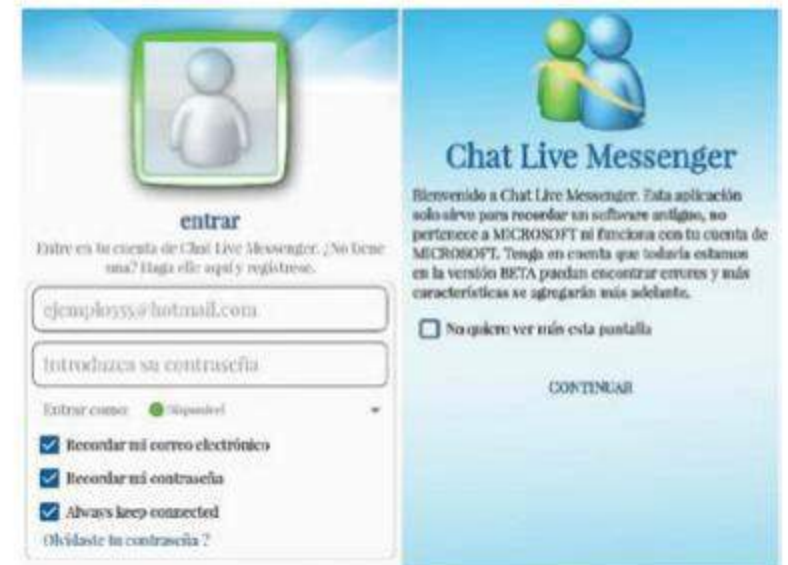 entrar
Entre en tu cuenta de Chat Live Messenger. ¿No tiene
una? Haga clic aquí y regístrese.
ejemplo555@hotmail.com
Introduzca su contraseña
Entrar como:
Recordar mi correo electrónico
Recordar mi contraseña
Always keep connected
Olvidaste tu contraseña ?
Chat Live Messenger
Bienvenido a Chat Live Messenger. Esta aplicación
solo sirve para recordar un software antiguo, no
pertenece a MICROSOFT ni funciona con tu cuenta de
MICROSOFT. Tenga en cuenta que todavía estamos
en la versión BETA puedan encontrar errores y más
características se agregarán más adelante.
No quiero ver más esta pantalla
CONTINUAR